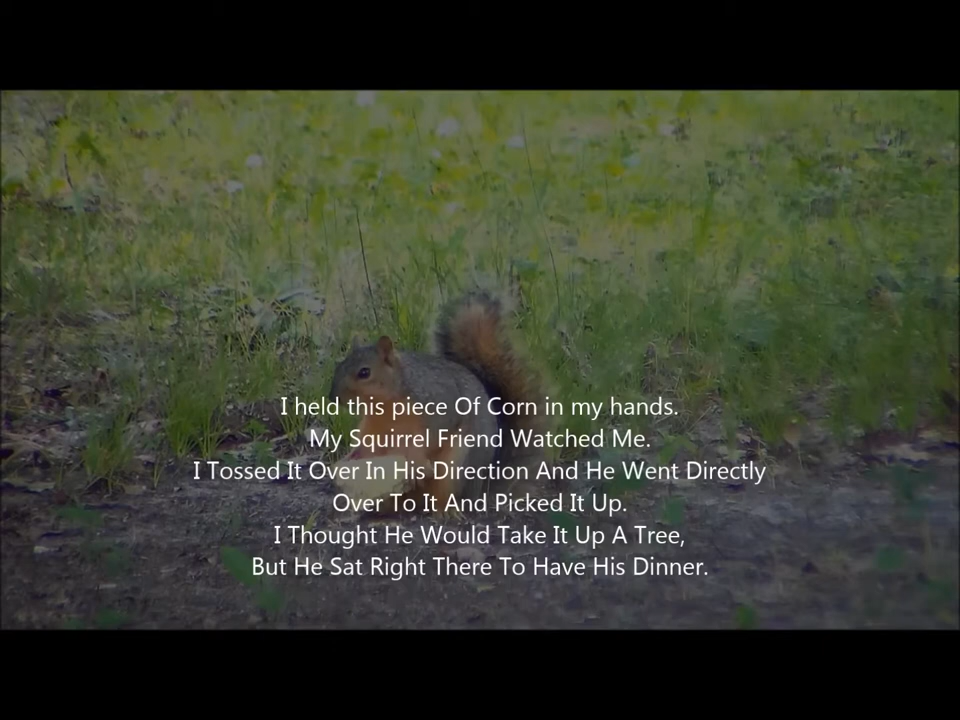 I held this piece Of Corn in my hands.
My Squirrel Friend Watched Me.
I Tossed It Over In His Direction And He Went Directly
Over To It And Picked It Up.
I Thought He Would Take It Up A Tree,
But He Sat Right There To Have His Dinner.